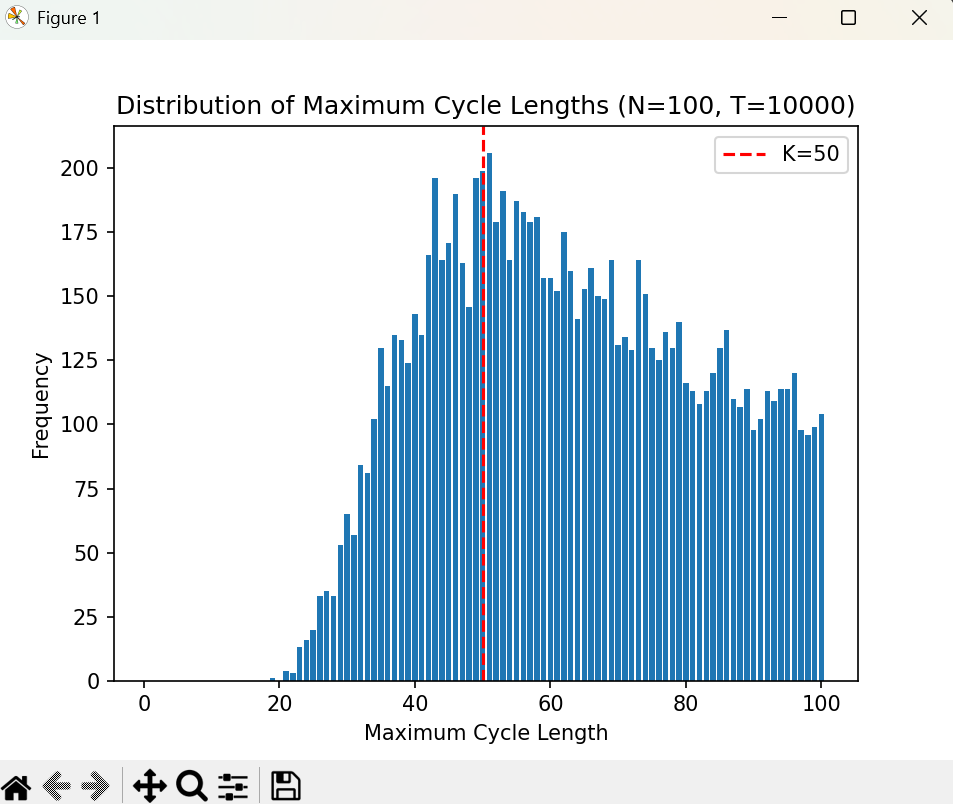 Figure 1
Distribution of Maximum Cycle Lengths (N=100, T=10000)
K=50
200
175
150
125
100
75
50
25
0
Frequency
0 20 40 60 80 100
Maximum Cycle Length